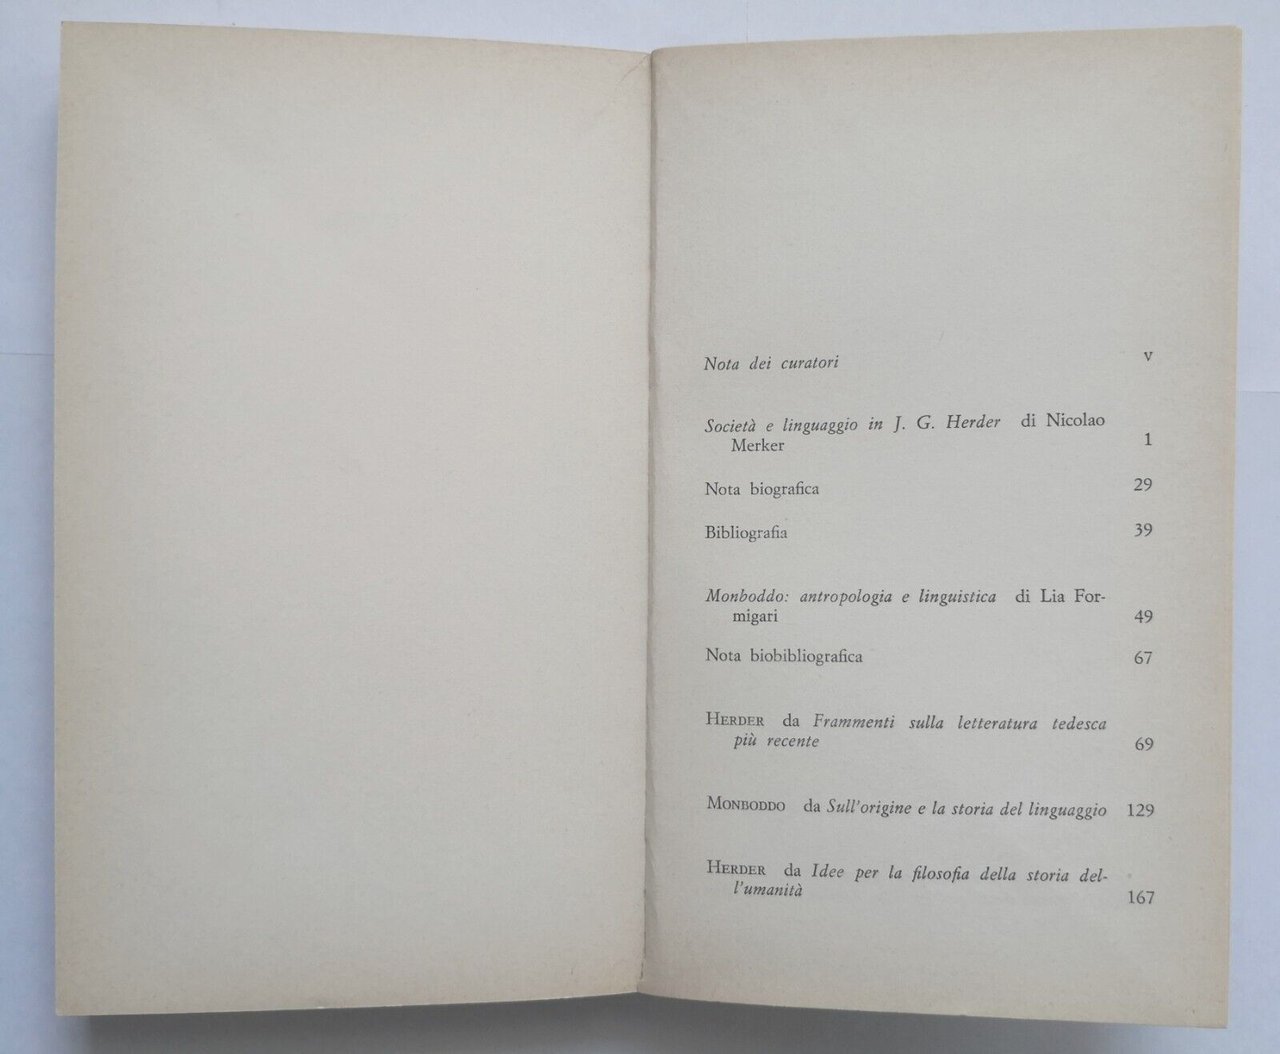 Nota dei curatori v
Società e linguaggio in J. G. Herder di Nicolao
Merker 1
Nota biografica 29
Bibliografia 39
Monboddo: antropologia e linguistica di Lia For-
migari 49
Nota biobibliografica 67
HERDER da Frammenti sulla letteratura tedesca
più recente 69
MONBODDO da Sull'origine e la storia del linguaggio 129
HERDER da Idee per la filosofia della storia del-
l'umanità 167